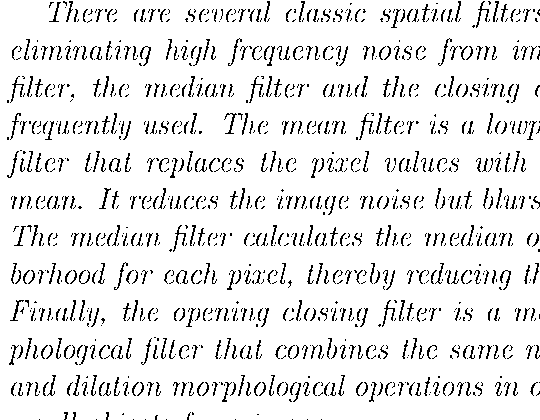 There are several classic spatial filters
eliminating high frequency noise from im
filter, the median filter and the closing
frequently used. The mean filter is a lowp
filter that replaces the pixel values with
mean. It reduces the image noise but blurs
The median filter calculates the median o
borhood for each pixel, thereby reducing th
Finally, the opening closing filter is a m
phological filter that combines the same n
and dilation morphological operations in o